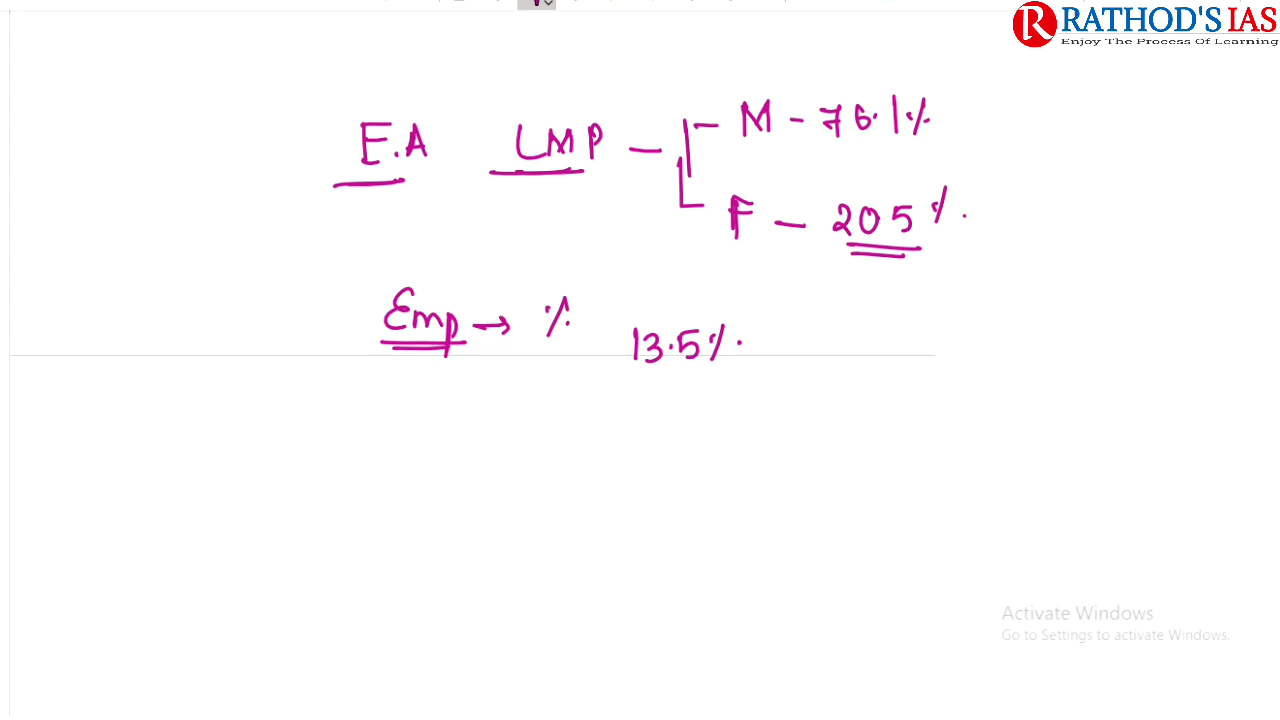 RATHOD'S IAS
Enjoy The Process Of Learning
E.A LMP - M - 76.1%
F - 205 %.
Emp → %. 13.5%.
Activate Windows
Go to Settings to activate Windows.